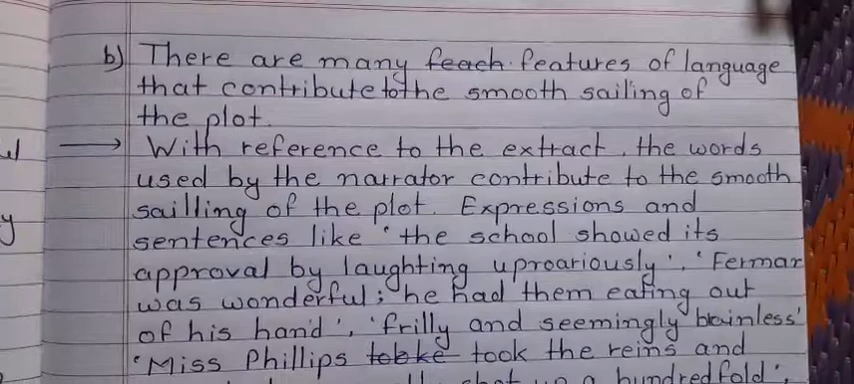 b) There are many feach features of language
that contribute to the smooth sailing of
the plot.
→ With reference to the extract, the words
used by the narrator contribute to the smooth
sailling of the plot. Expressions and
sentences like 'the school showed its
approval by laughting uproariously', 'Fermar
was wonderful; he had them eating out
of his hand', 'frilly and seemingly brainless'
'Miss Phillips took the reins and
up a hundredfold',
y